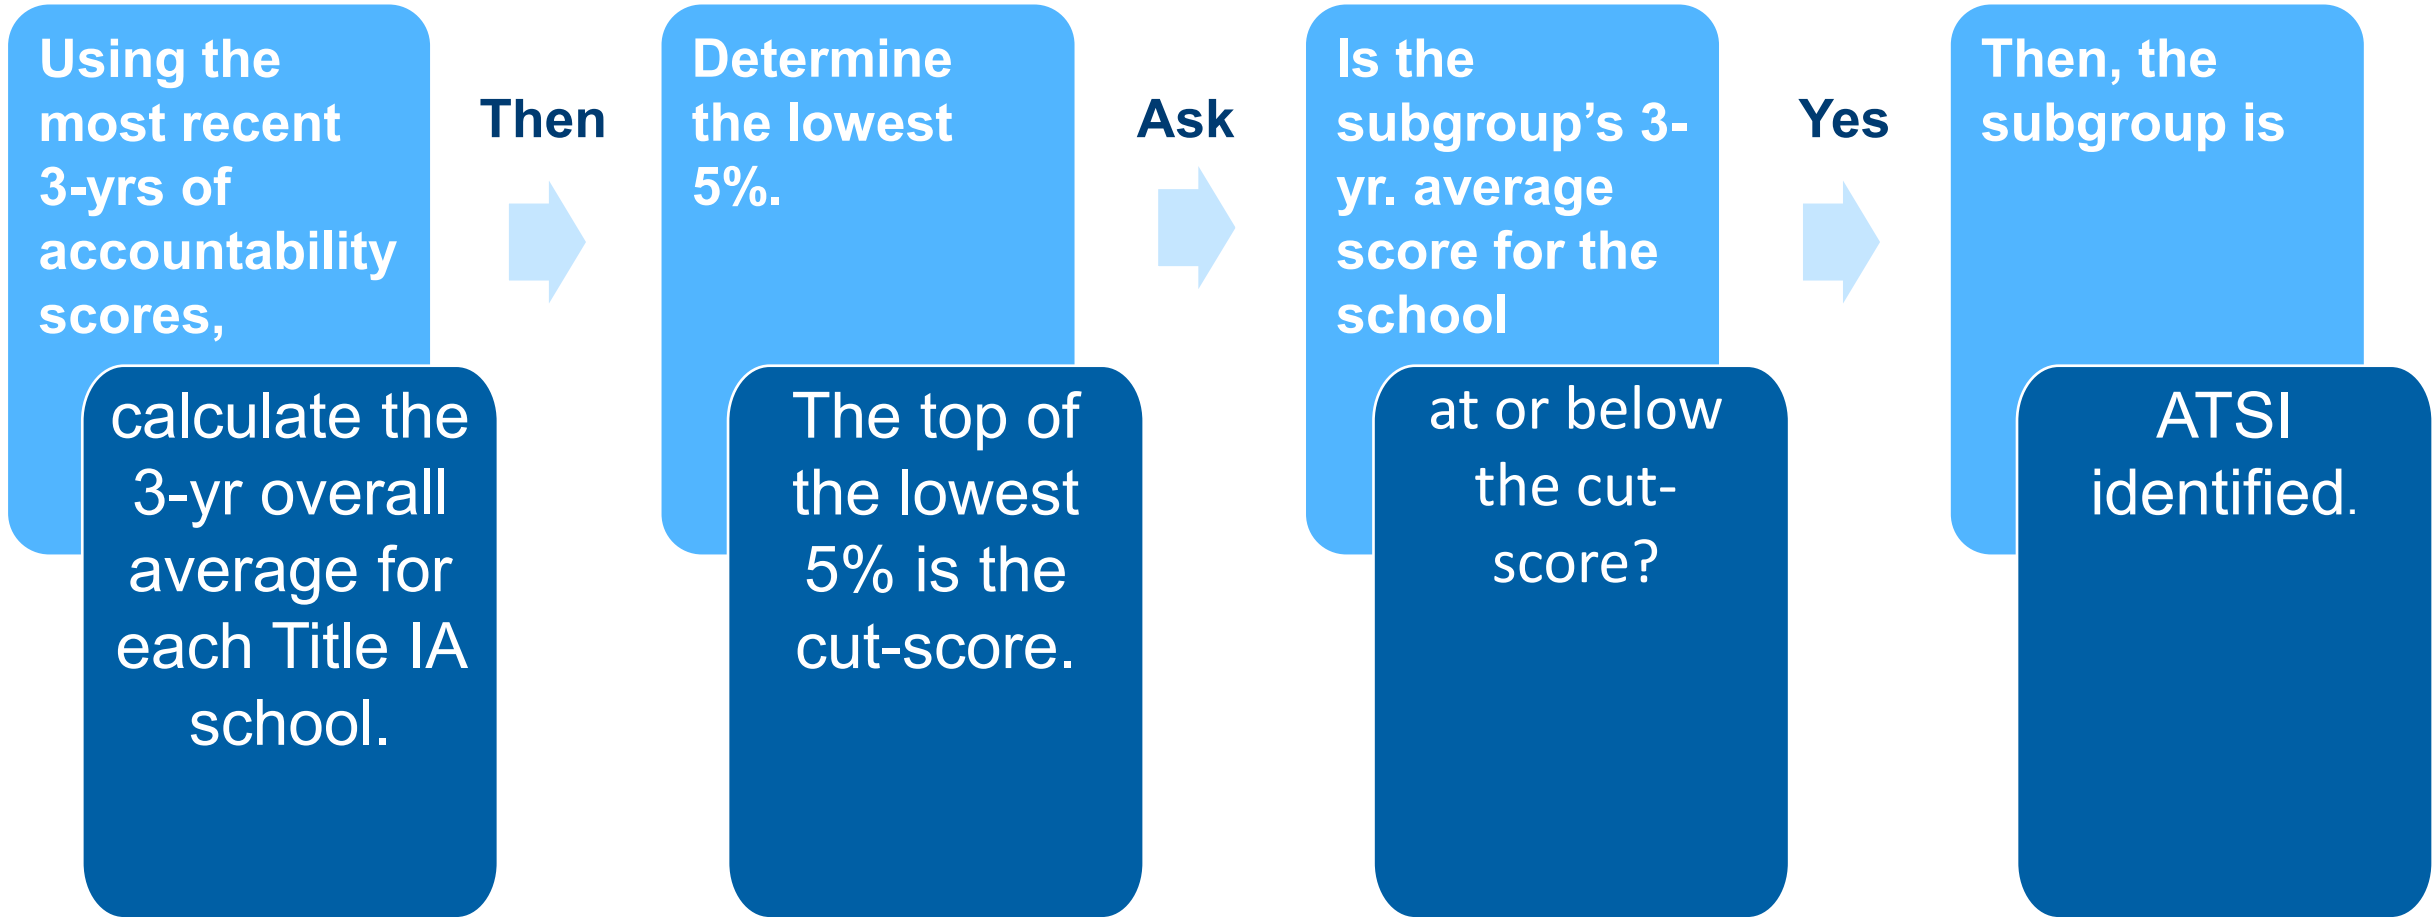 Using the
most recent
3-yrs of
accountability
scores,
calculate the
3-yr overall
average for
each Title IA
school.
Then
Determine
the lowest
5%.
The top of
the lowest
5% is the
cut-score.
Ask
Is the
subgroup’s 3-
yr. average
score for the
school
at or below
the cut-
score?
Yes
Then, the
subgroup is
ATSI
identified.